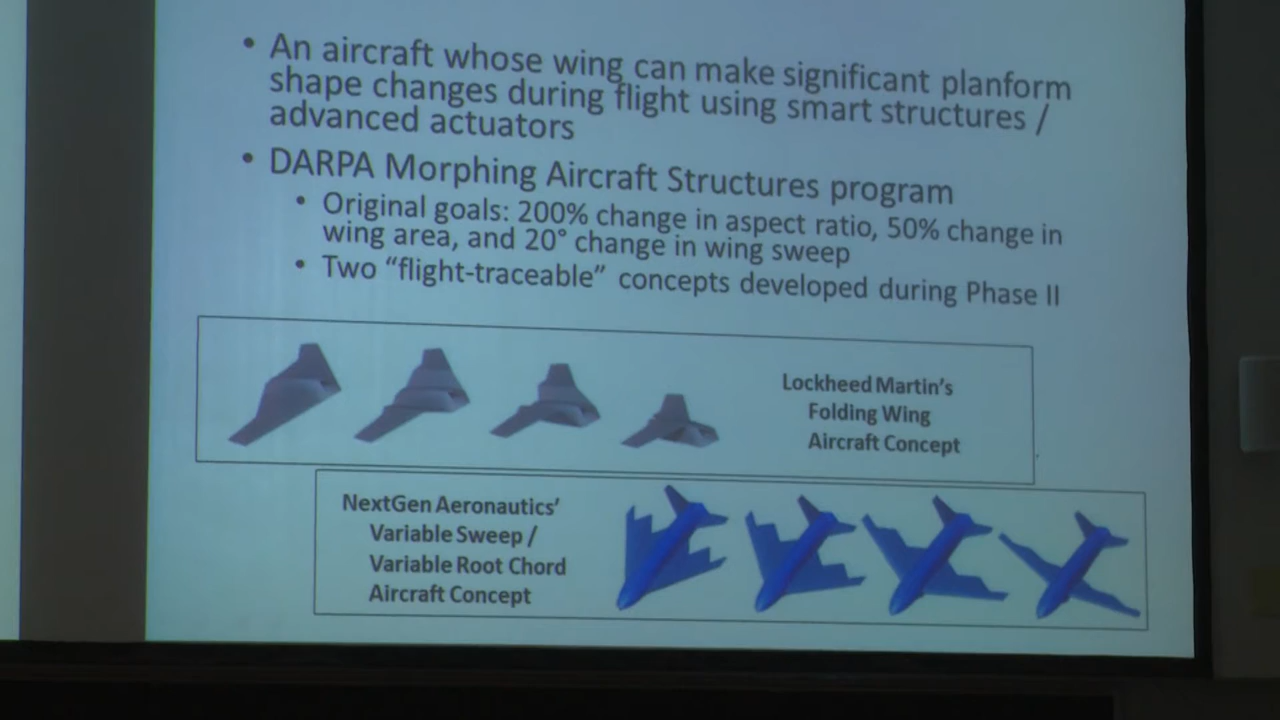 • An aircraft whose wing can make significant planform
shape changes during flight using smart structures /
advanced actuators
• DARPA Morphing Aircraft Structures program
• Original goals: 200% change in aspect ratio, 50% change in
wing area, and 20° change in wing sweep
• Two “flight-traceable” concepts developed during Phase II
Lockheed Martin’s
Folding Wing
Aircraft Concept
NextGen Aeronautics’
Variable Sweep /
Variable Root Chord
Aircraft Concept